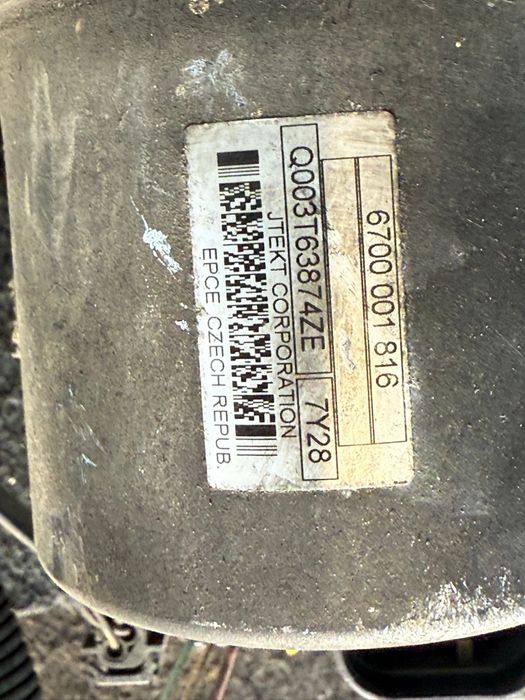 6700 001 816
Q003T63874ZE 7Y28
JTEKT CORPORATION
EPCE CZECH REPUB.